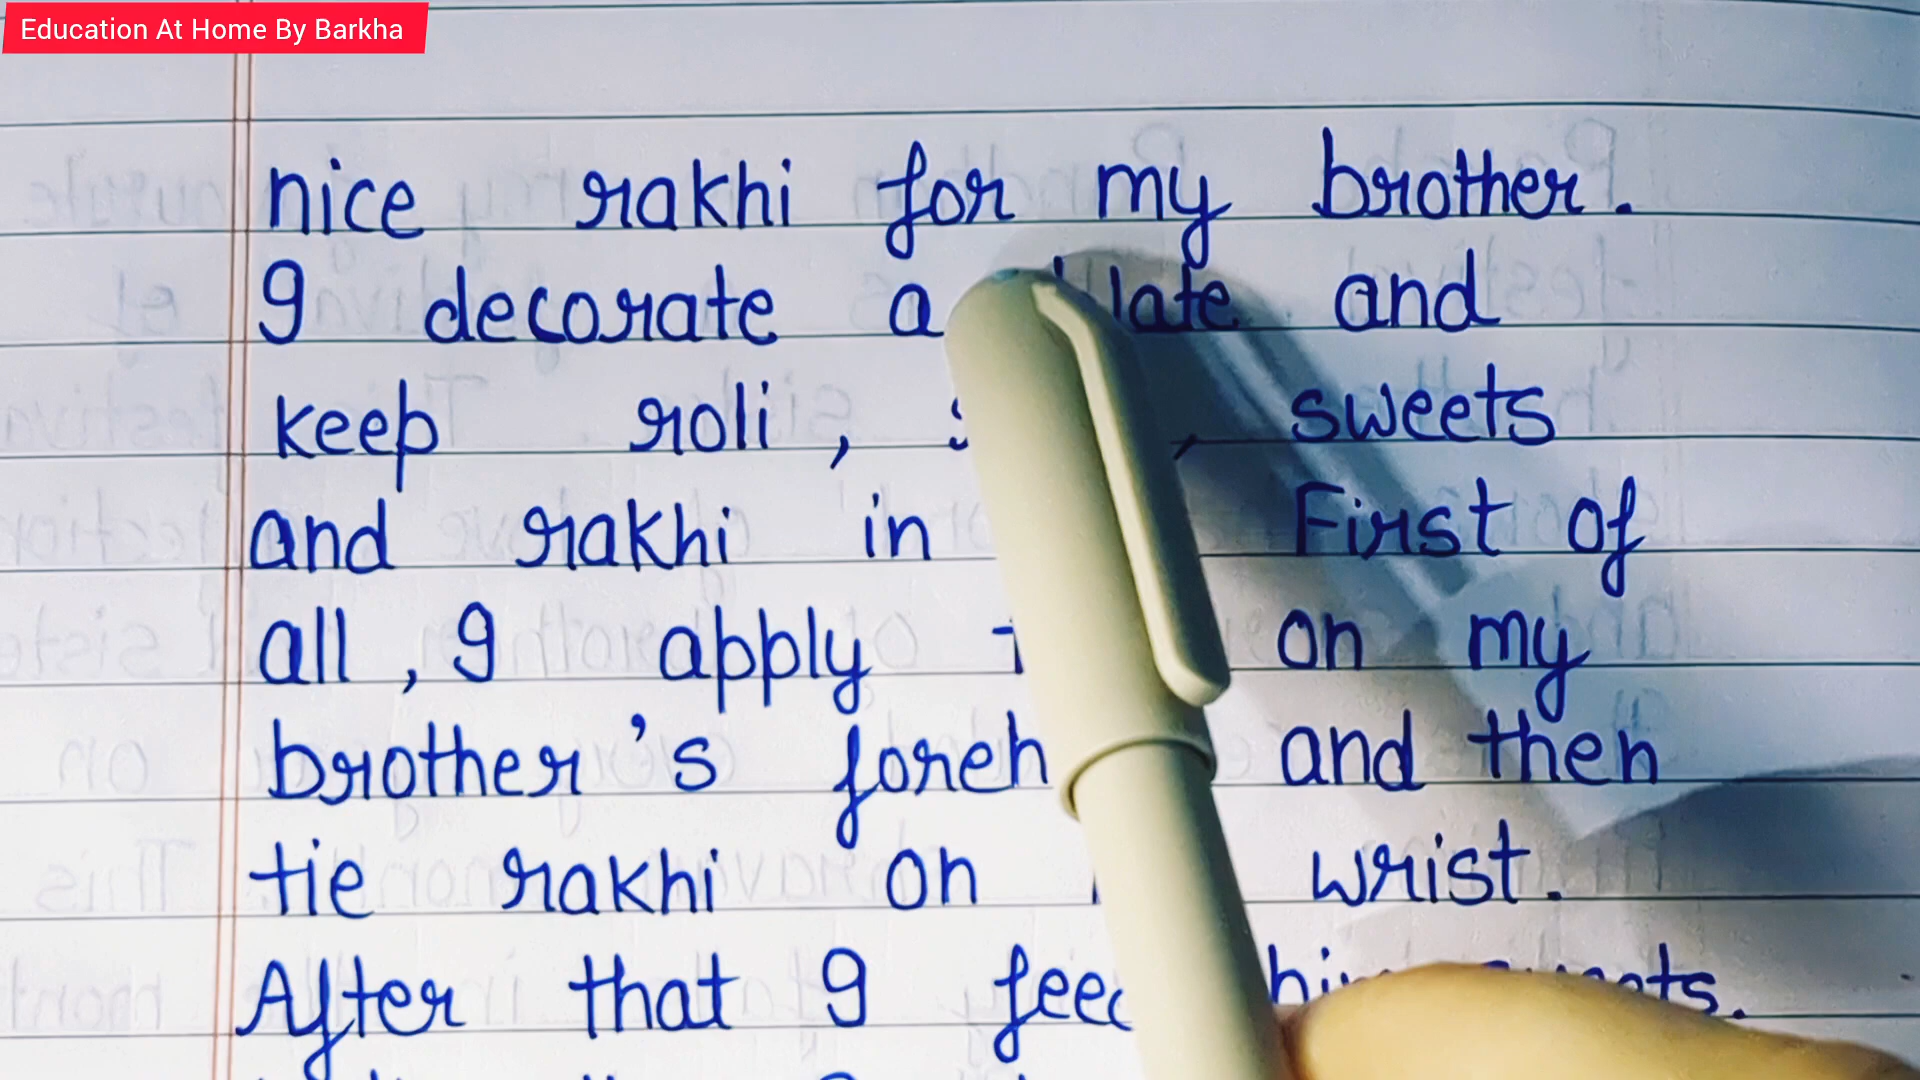 Education At Home By Barkha
nice rakhi for my brother.
I decorate a and
keep roli, , sweets
and rakhi in First of
all, I apply on my
brother's and then
tie rakhi on wrist.
After that I